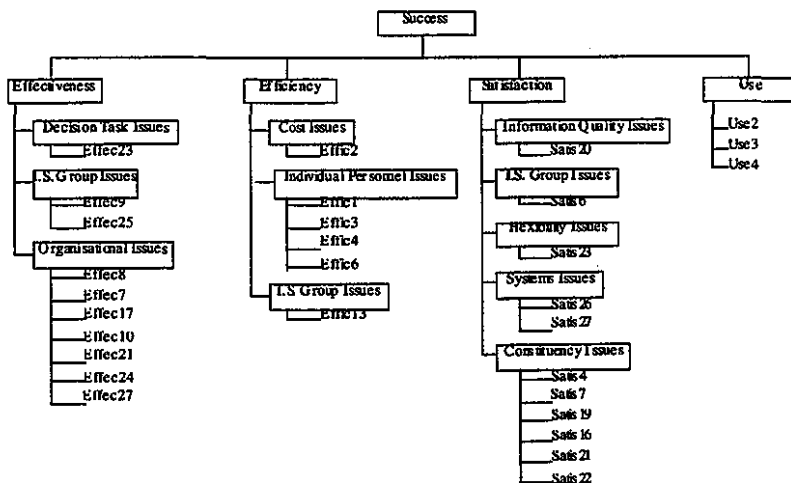 Success
Effectiveness
Decision Task Issues
Effec23
I.S. Group Issues
Effec9
Effec25
Organisational Issues
Effec8
Effec7
Effec17
Effec10
Effec21
Effec24
Effec27
Efficiency
Cost Issues
Effic2
Individual Personel Issues
Effic1
Effic3
Effic4
Effic6
I.S Group Issues
Effic13
Satisfaction
Information Quality Issues
Satis20
I.S. Group Issues
Satis6
Flexibility Issues
Satis23
Systems Issues
Satis26
Satis27
Constituency Issues
Satis4
Satis7
Satis19
Satis16
Satis21
Satis22
Use
Use2
Use3
Use4